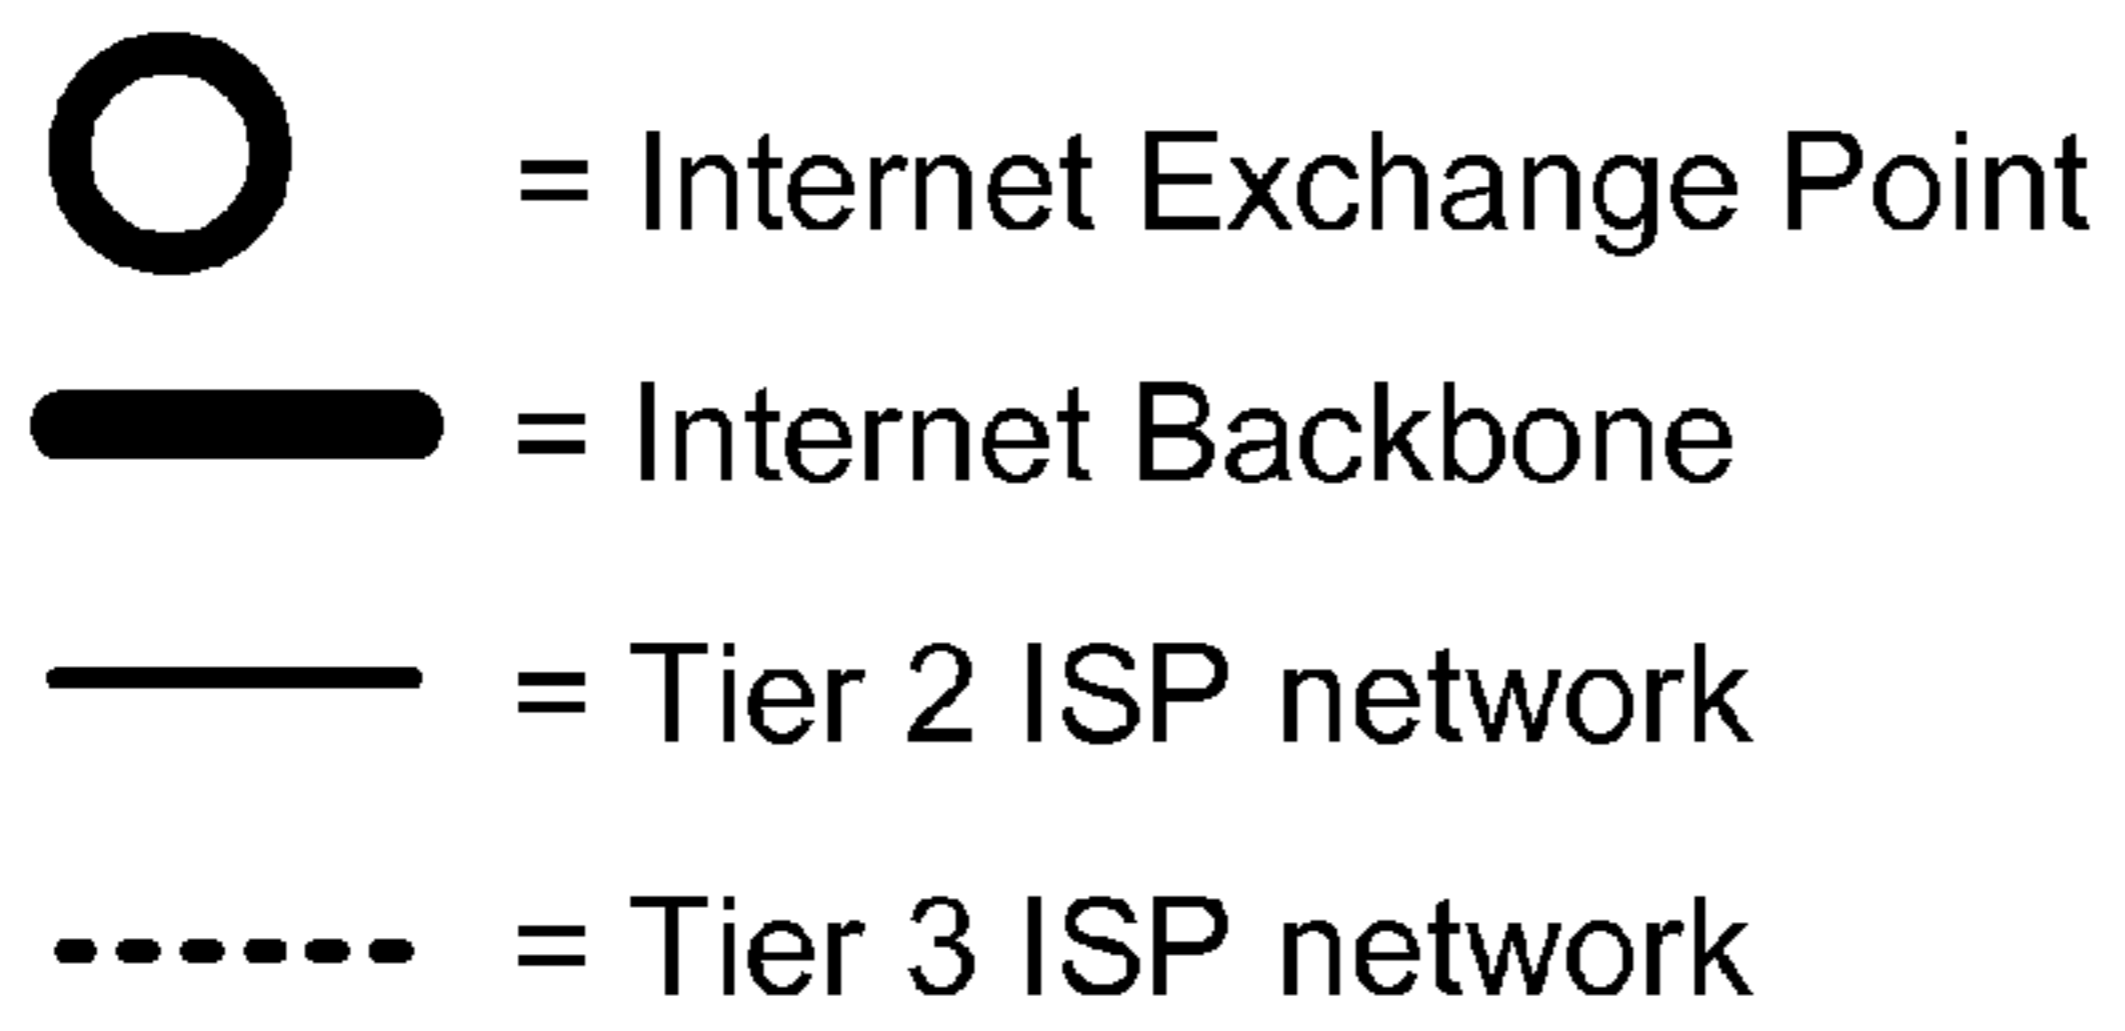 = Internet Exchange Point
= Internet Backbone
= Tier 2 ISP network
= Tier 3 ISP network